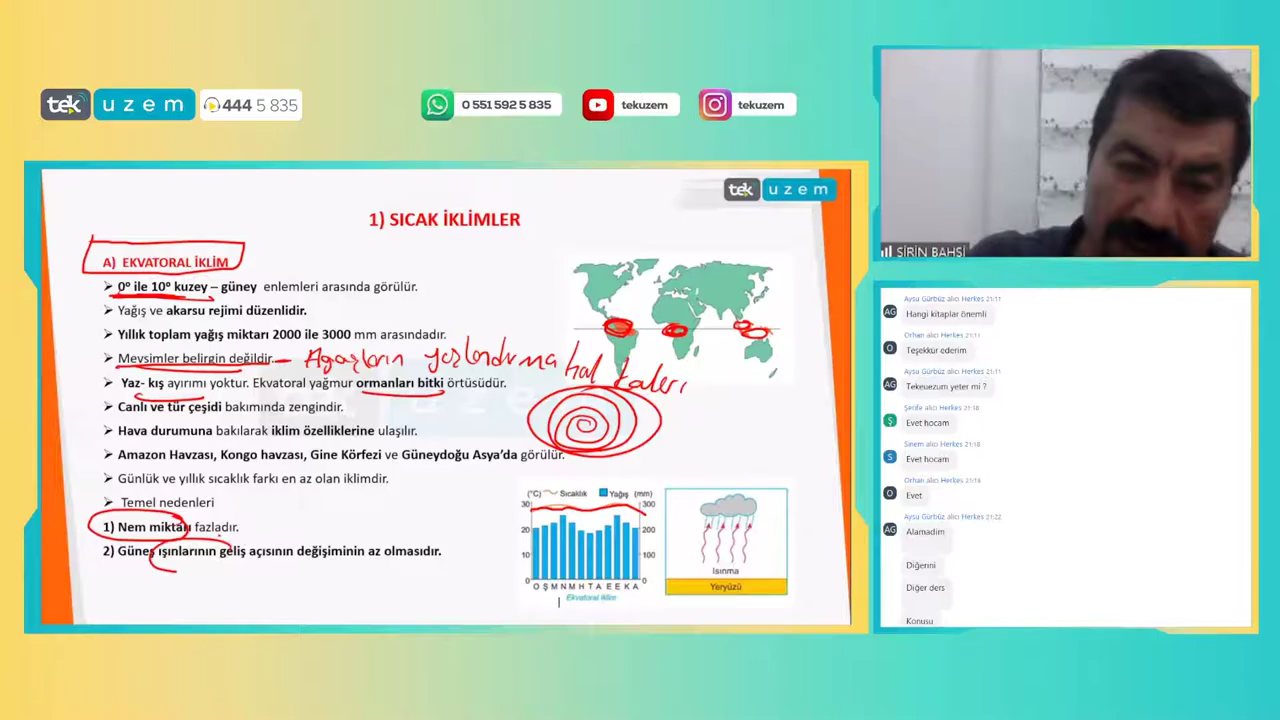 tek uzem 444 5 835
0 551 592 5 835
tekuzem
tekuzem
tek uzem
1) SICAK İKLİMLER
A) EKVATORAL İKLİM
➢ 0° ile 10° kuzey – güney enlemleri arasında görülür.
➢ Yağış ve akarsu rejimi düzenlidir.
➢ Yıllık toplam yağış miktarı 2000 ile 3000 mm arasındadır.
➢ Mevsimler belirgin değildir. – Ağaçların yaşlandırma halkaları
➢ Yaz- kış ayırımı yoktur. Ekvatoral yağmur ormanları bitki örtüsüdür.
➢ Canlı ve tür çeşidi bakımında zengindir.
➢ Hava durumuna bakılarak iklim özelliklerine ulaşılır.
➢ Amazon Havzası, Kongo havzası, Gine Körfezi ve Güneydoğu Asya'da görülür.
➢ Günlük ve yıllık sıcaklık farkı en az olan iklimdir.
➢ Temel nedenleri
1) Nem miktarı fazladır.
2) Güneş ışınlarının geliş açısının değişiminin az olmasıdır.
(°C) Sıcaklık Yağış (mm)
30 300
20 200
10 100
0 0
O Ş M N M H T A E E K A
Ekvatoral iklim
Isınma
Yeryüzü
ŞİRİN BAHŞİ
Aysu Gürbüz alıcı Herkes 21:11
AG Hangi kitaplar önemli
Orhan alıcı Herkes 21:11
O Teşekkür ederim
Aysu Gürbüz alıcı Herkes 21:11
AG Tekeuezum yeter mi ?
Şerife alıcı Herkes 21:18
Ş Evet hocam
Sinem alıcı Herkes 21:18
S Evet hocam
Orhan alıcı Herkes
O Evet
Aysu Gürbüz alıcı Herkes 21:22
AG Alamadim
Diğerini
Diğer ders
Konusu